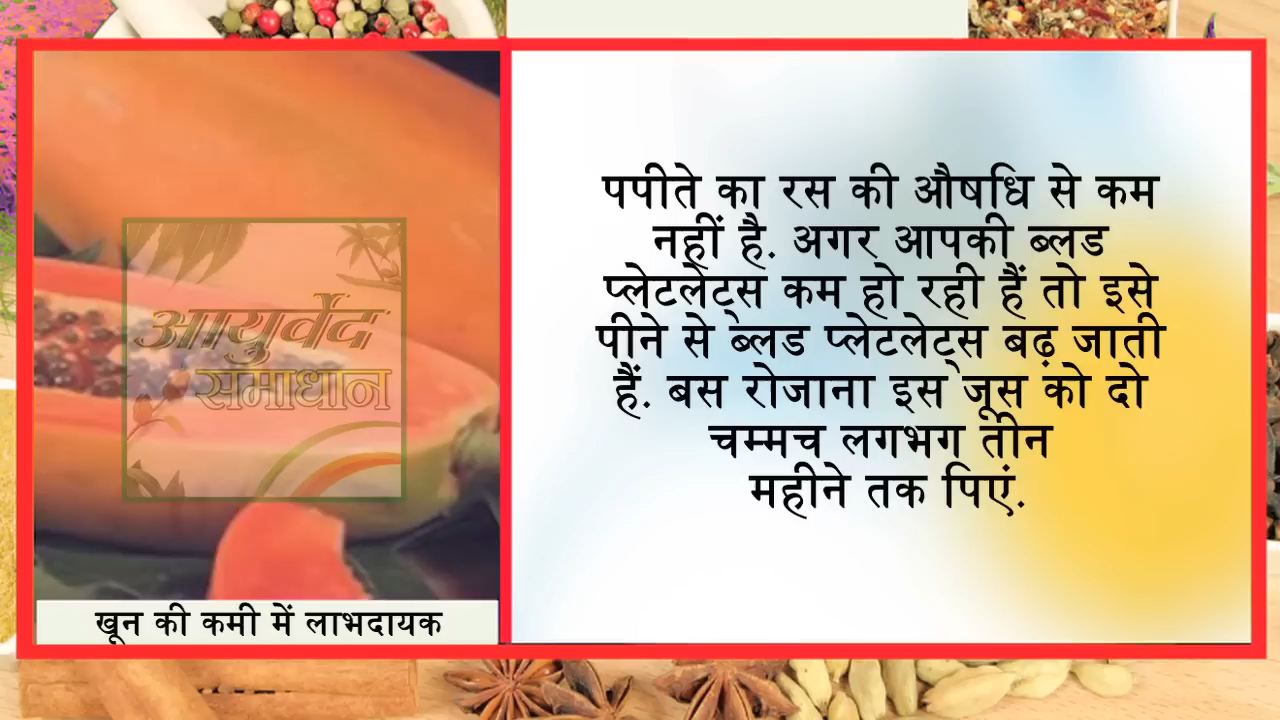 आयुर्वेद
समाधान
खून की कमी में लाभदायक
पपीते का रस की औषधि से कम
नहीं है. अगर आपकी ब्लड
प्लेटलेट्स कम हो रही हैं तो इसे
पीने से ब्लड प्लेटलेट्स बढ़ जाती
हैं. बस रोजाना इस जूस को दो
चम्मच लगभग तीन
महीने तक पिएं.